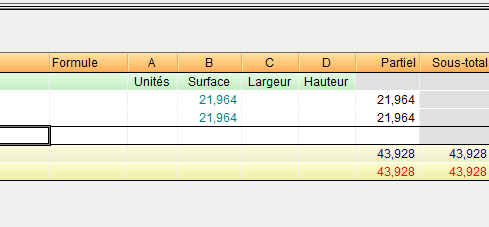 Formule A B C D Partiel Sous-total
Unités Surface Largeur Hauteur
21,964 21,964
21,964 21,964
43,928 43,928
43,928 43,928